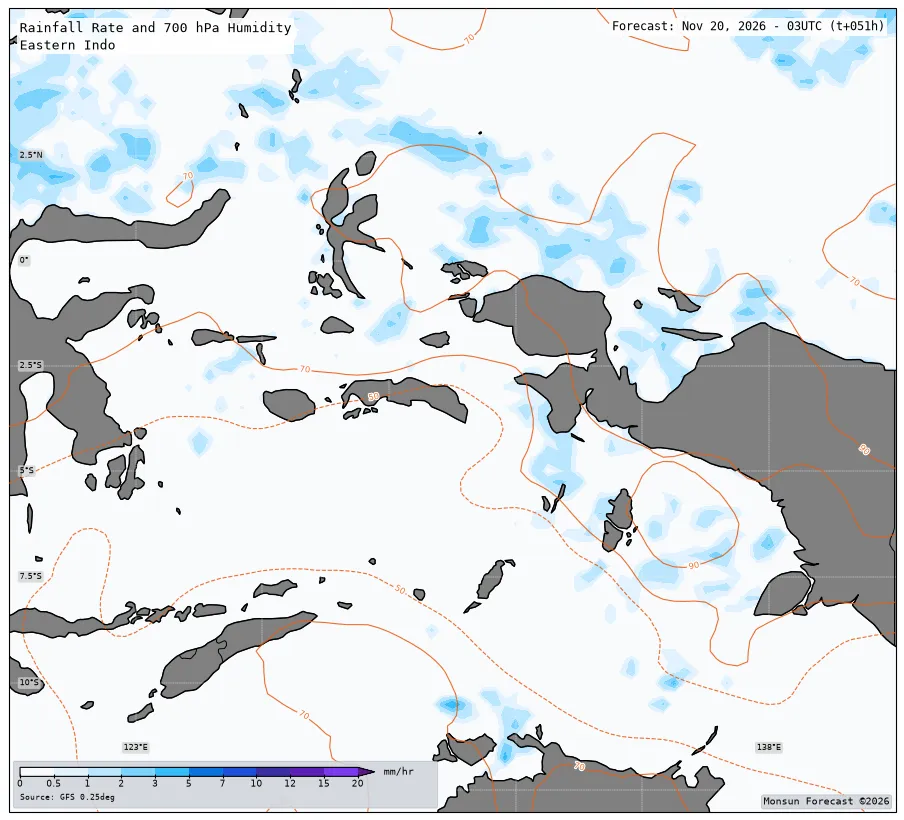 Rainfall Rate and 700 hPa Humidity
Eastern Indo
Forecast: Nov 20, 2026 - 03UTC (t+051h)
70
2.5°N
70
0°
70
2.5°S
70
50
90
5°S
90
7.5°S
50
10°S
70
123°E
138°E
70
0 0.5 1 2 3 5 7 10 12 15 20 mm/hr
Source: GFS 0.25deg
Monsun Forecast ©2026